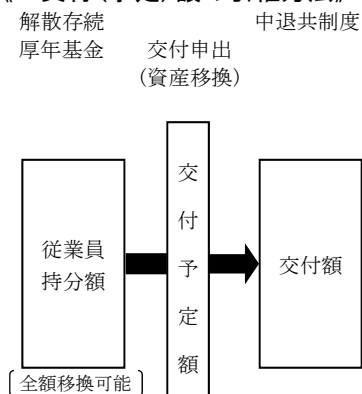 解散存続
厚年基金
交付申出
(資産移換)
中退共制度
従業員
持分額
交付予定額
交付額
〔全額移換可能〕